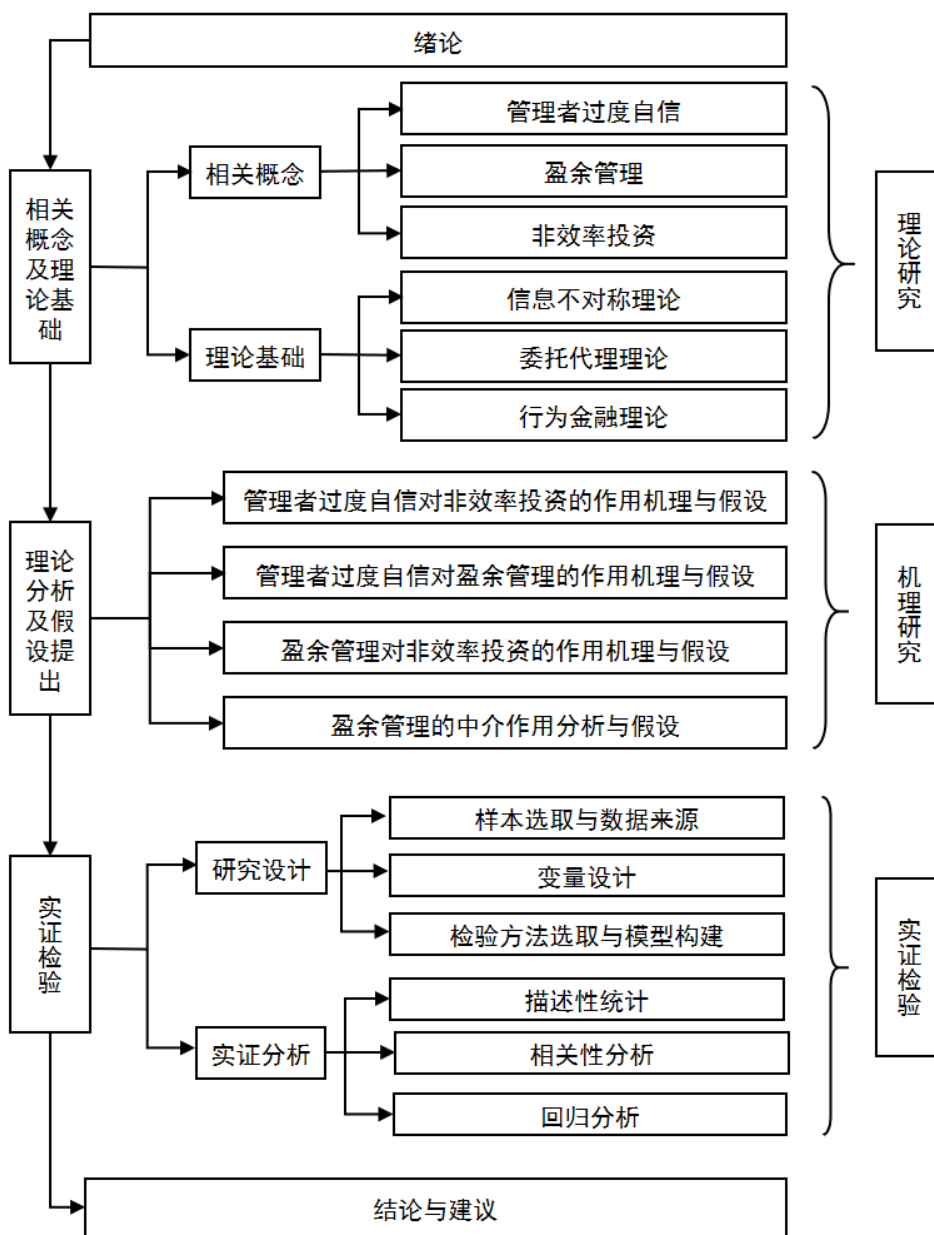 绪论
管理者过度自信
相关概念
盈余管理
非效率投资
相关
概念
及理
论基
础
信息不对称理论
理论基础
委托代理理论
行为金融理论
理论研究
管理者过度自信对非效率投资的作用机理与假设
管理者过度自信对盈余管理的作用机理与假设
理论
分析
及假
设提
出
盈余管理对非效率投资的作用机理与假设
盈余管理的中介作用分析与假设
机理研究
样本选取与数据来源
研究设计
变量设计
检验方法选取与模型构建
实证检验
描述性统计
实证分析
相关性分析
回归分析
实证检验
结论与建议